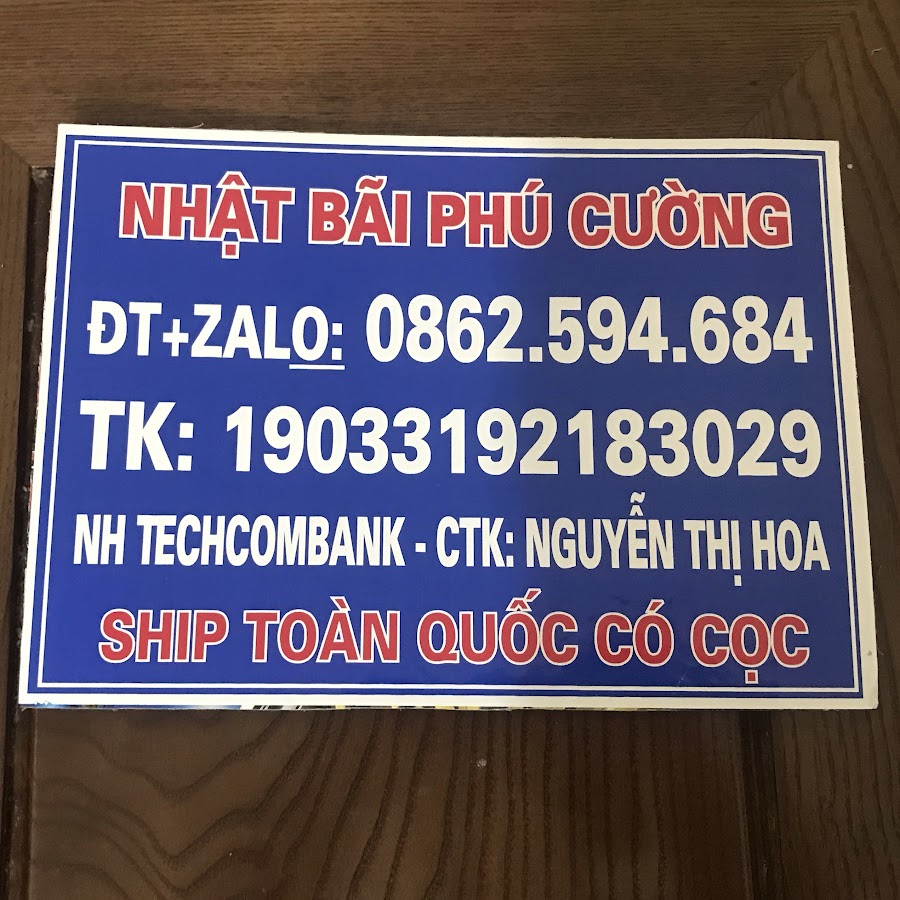 NHẬT BÃI PHÚ CƯỜNG
ĐT+ZALO: 0862.594.684
TK: 19033192183029
NH TECHCOMBANK - CTK: NGUYỄN THỊ HOA
SHIP TOÀN QUỐC CÓ CỌC